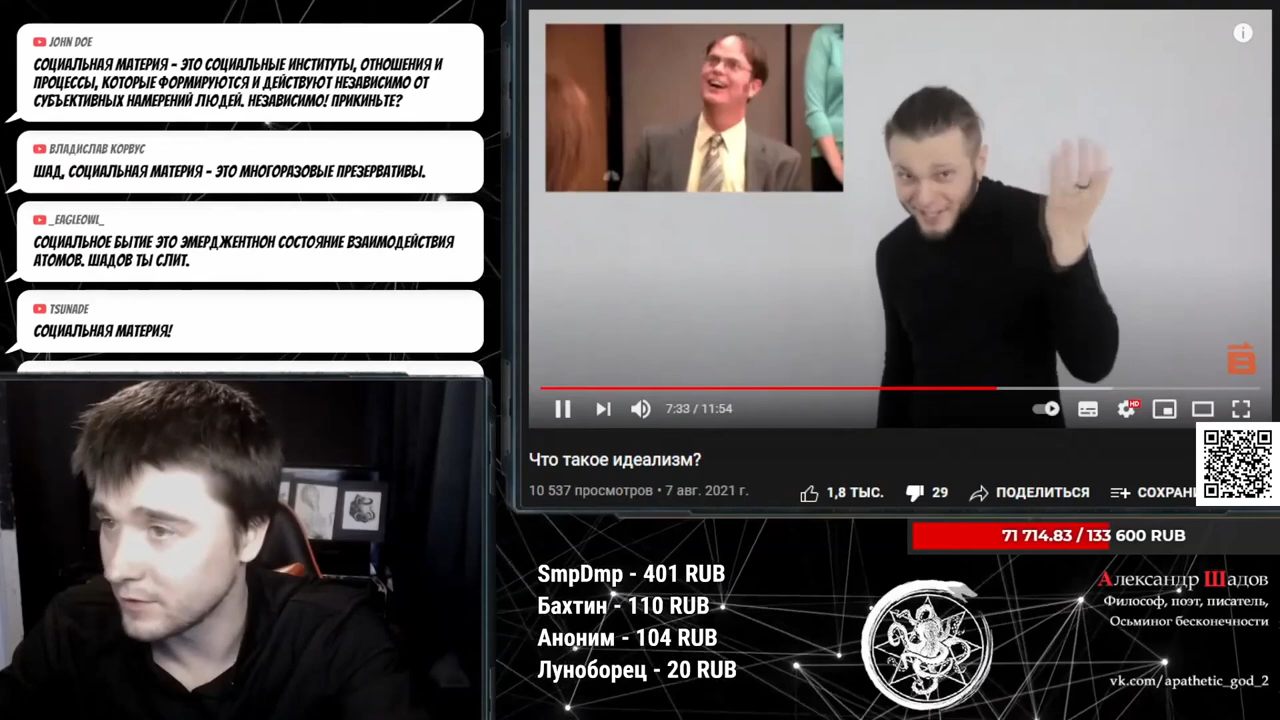 JOHN DOE
СОЦИАЛЬНАЯ МАТЕРИЯ - ЭТО СОЦИАЛЬНЫЕ ИНСТИТУТЫ, ОТНОШЕНИЯ И
ПРОЦЕССЫ, КОТОРЫЕ ФОРМИРУЮТСЯ И ДЕЙСТВУЮТ НЕЗАВИСИМО ОТ
СУБЪЕКТИВНЫХ НАМЕРЕНИЙ ЛЮДЕЙ. НЕЗАВИСИМО! ПРИКИНЬТЕ?
ВЛАДИСЛАВ КОРВУС
ШАД, СОЦИАЛЬНАЯ МАТЕРИЯ - ЭТО МНОГОРАЗОВЫЕ ПРЕЗЕРВАТИВЫ.
_EAGLEOWL_
СОЦИАЛЬНОЕ БЫТИЕ ЭТО ЭМЕРДЖЕНТНОН СОСТОЯНИЕ ВЗАИМОДЕЙСТВИЯ
АТОМОВ. ШАДОВ ТЫ СЛИТ.
TSUNADE
СОЦИАЛЬНАЯ МАТЕРИЯ!
7:33 / 11:54
HD
Что такое идеализм?
10 537 просмотров • 7 авг. 2021 г.
1,8 ТЫС.
29
ПОДЕЛИТЬСЯ
СОХРАНИ
71 714.83 / 133 600 RUB
SmpDmp - 401 RUB
Бахтин - 110 RUB
Аноним - 104 RUB
Луноборец - 20 RUB
Александр Шадов
Философ, поэт, писатель,
Осьминог бесконечности
vk.com/apathetic_god_2